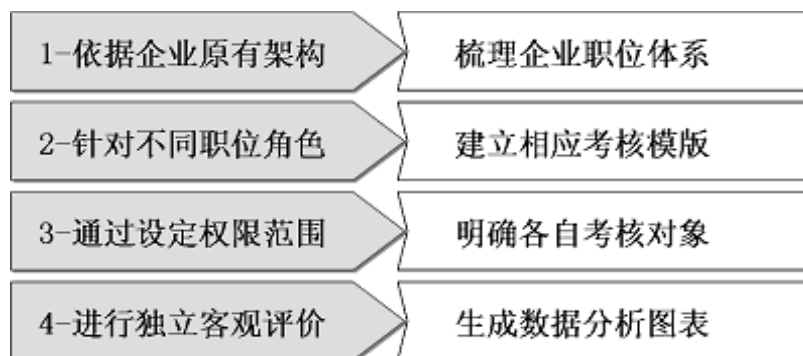 1-依据企业原有架构
梳理企业职位体系
2-针对不同职位角色
建立相应考核模版
3-通过设定权限范围
明确各自考核对象
4-进行独立客观评价
生成数据分析图表